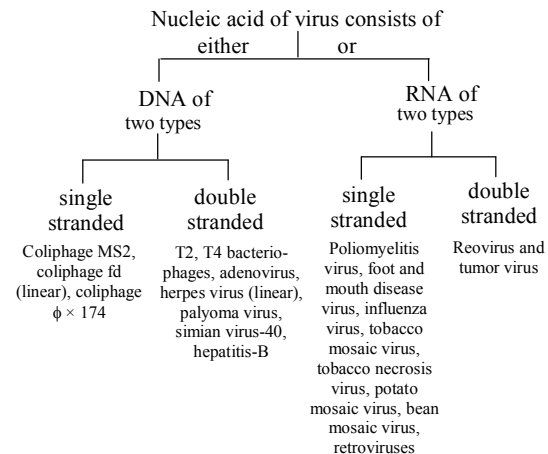 Nucleic acid of virus consists of
either or
DNA of
two types
RNA of
two types
single
stranded
Coliphage MS2,
coliphage fd
(linear), coliphage
ϕ × 174
double
stranded
T2, T4 bacterio-
phages, adenovirus,
herpes virus (linear),
palyoma virus,
simian virus-40,
hepatitis-B
single
stranded
Poliomyelitis
virus, foot and
mouth disease
virus, influenza
virus, tobacco
mosaic virus,
tobacco necrosis
virus, potato
mosaic virus, bean
mosaic virus,
retroviruses
double
stranded
Reovirus and
tumor virus